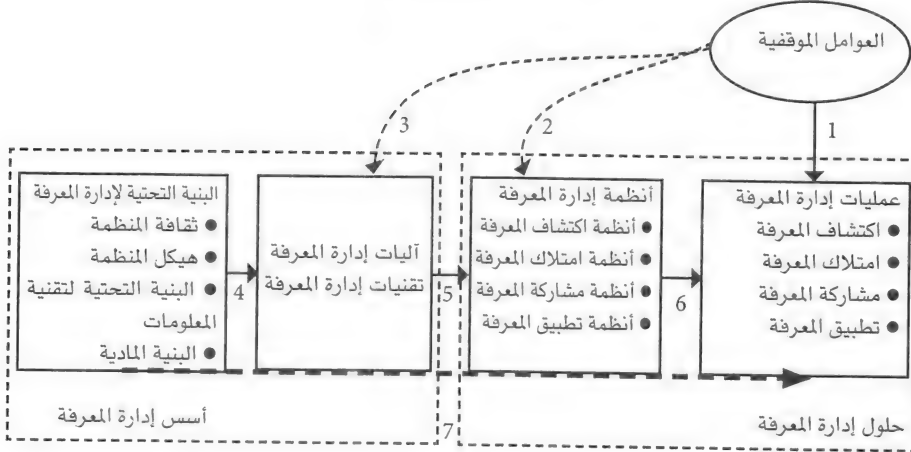 العوامل الموقفية
1
2
3
عمليات إدارة المعرفة
● اكتشاف المعرفة
● امتلاك المعرفة
● مشاركة المعرفة
● تطبيق المعرفة
6
أنظمة إدارة المعرفة
● أنظمة اكتشاف المعرفة
● أنظمة امتلاك المعرفة
● أنظمة مشاركة المعرفة
● أنظمة تطبيق المعرفة
5
آليات إدارة المعرفة
تقنيات إدارة المعرفة
4
البنية التحتية لإدارة المعرفة
● ثقافة المنظمة
● هيكل المنظمة
● البنية التحتية لتقنية
المعلومات
● البنية المادية
حلول إدارة المعرفة
7
أسس إدارة المعرفة